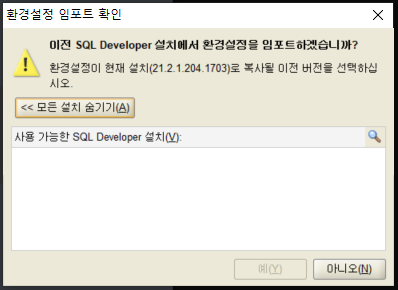 환경설정 임포트 확인
이전 SQL Developer 설치에서 환경설정을 임포트하겠습니까?
환경설정이 현재 설치(21.2.1.204.1703)로 복사될 이전 버전을 선택하십
시오.
<< 모든 설치 숨기기(A)
사용 가능한 SQL Developer 설치(V):
예(Y)
아니오(N)